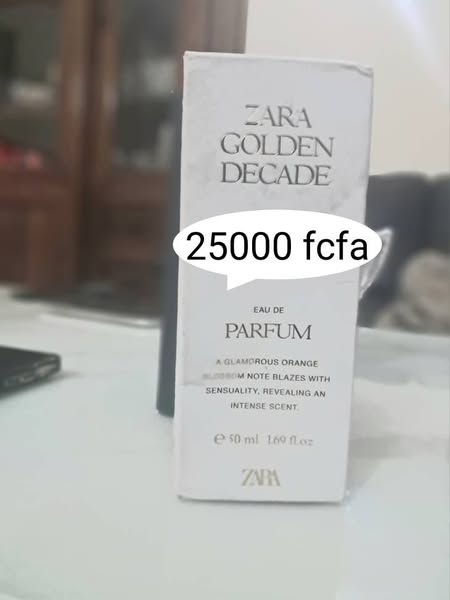 ZARA
GOLDEN
DECADE
25000 fcfa
EAU DE
PARFUM
A GLAMOROUS ORANGE
BLOSSOM NOTE BLAZES WITH
SENSUALITY, REVEALING AN
INTENSE SCENT.
℮ 50 ml 1.69 fl.oz
ZARA